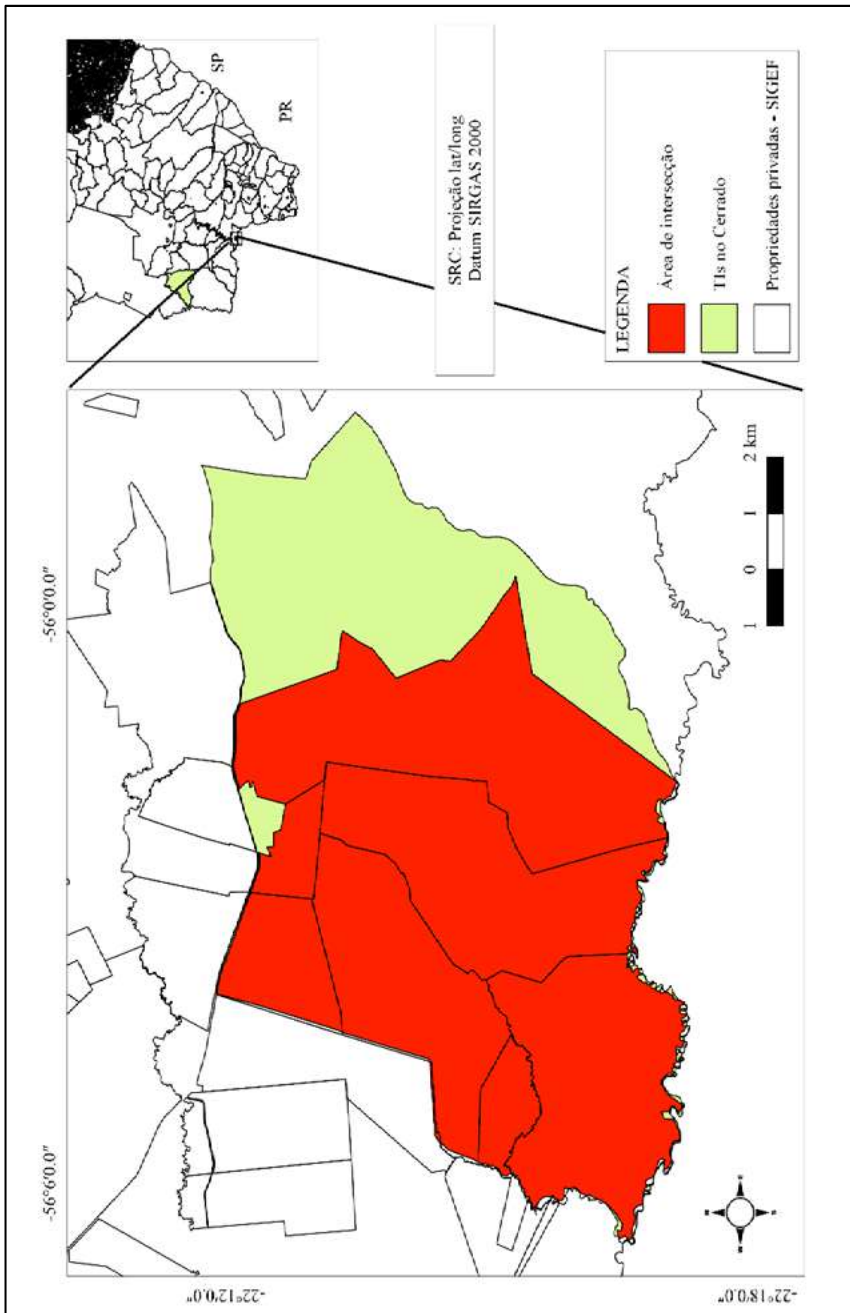 -56°6'0.0"
-56°0'0.0"
-22°12'0.0"
-22°18'0.0"
1 0 1 2 km
SP
PR
SRC: Projeção lat/long
Datum SIRGAS 2000
LEGENDA
Área de intersecção
TIs no Cerrado
Propriedades privadas - SIGEF